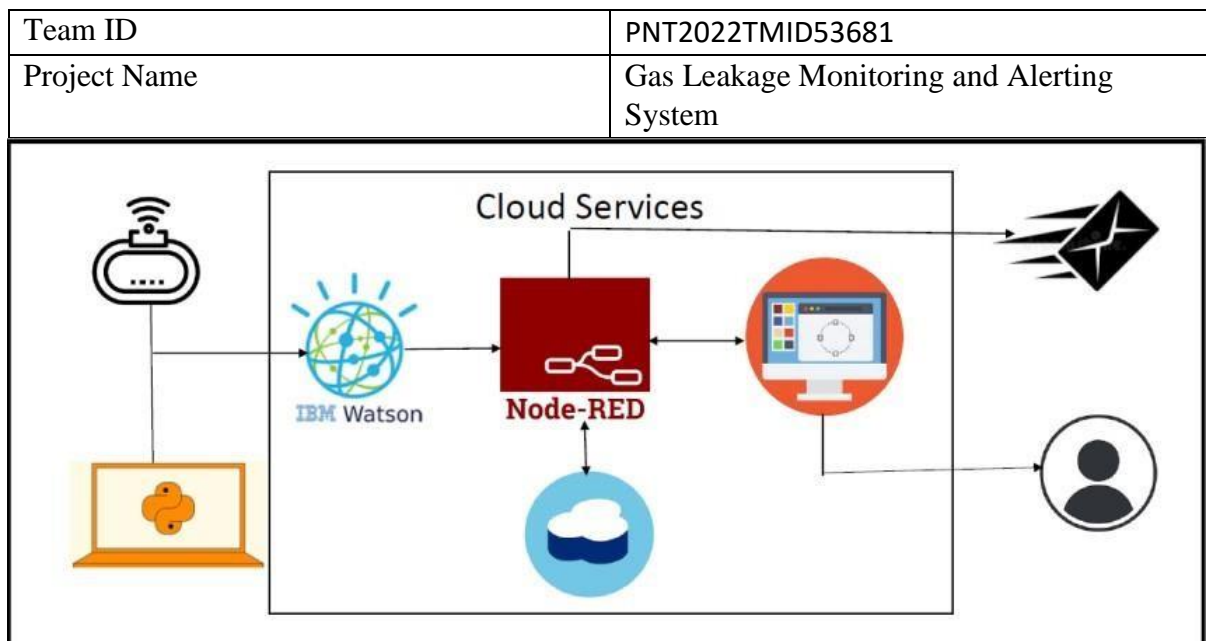 Team ID
PNT2022TMID53681
Project Name
Gas Leakage Monitoring and Alerting
System
Cloud Services
IBM Watson
Node-RED